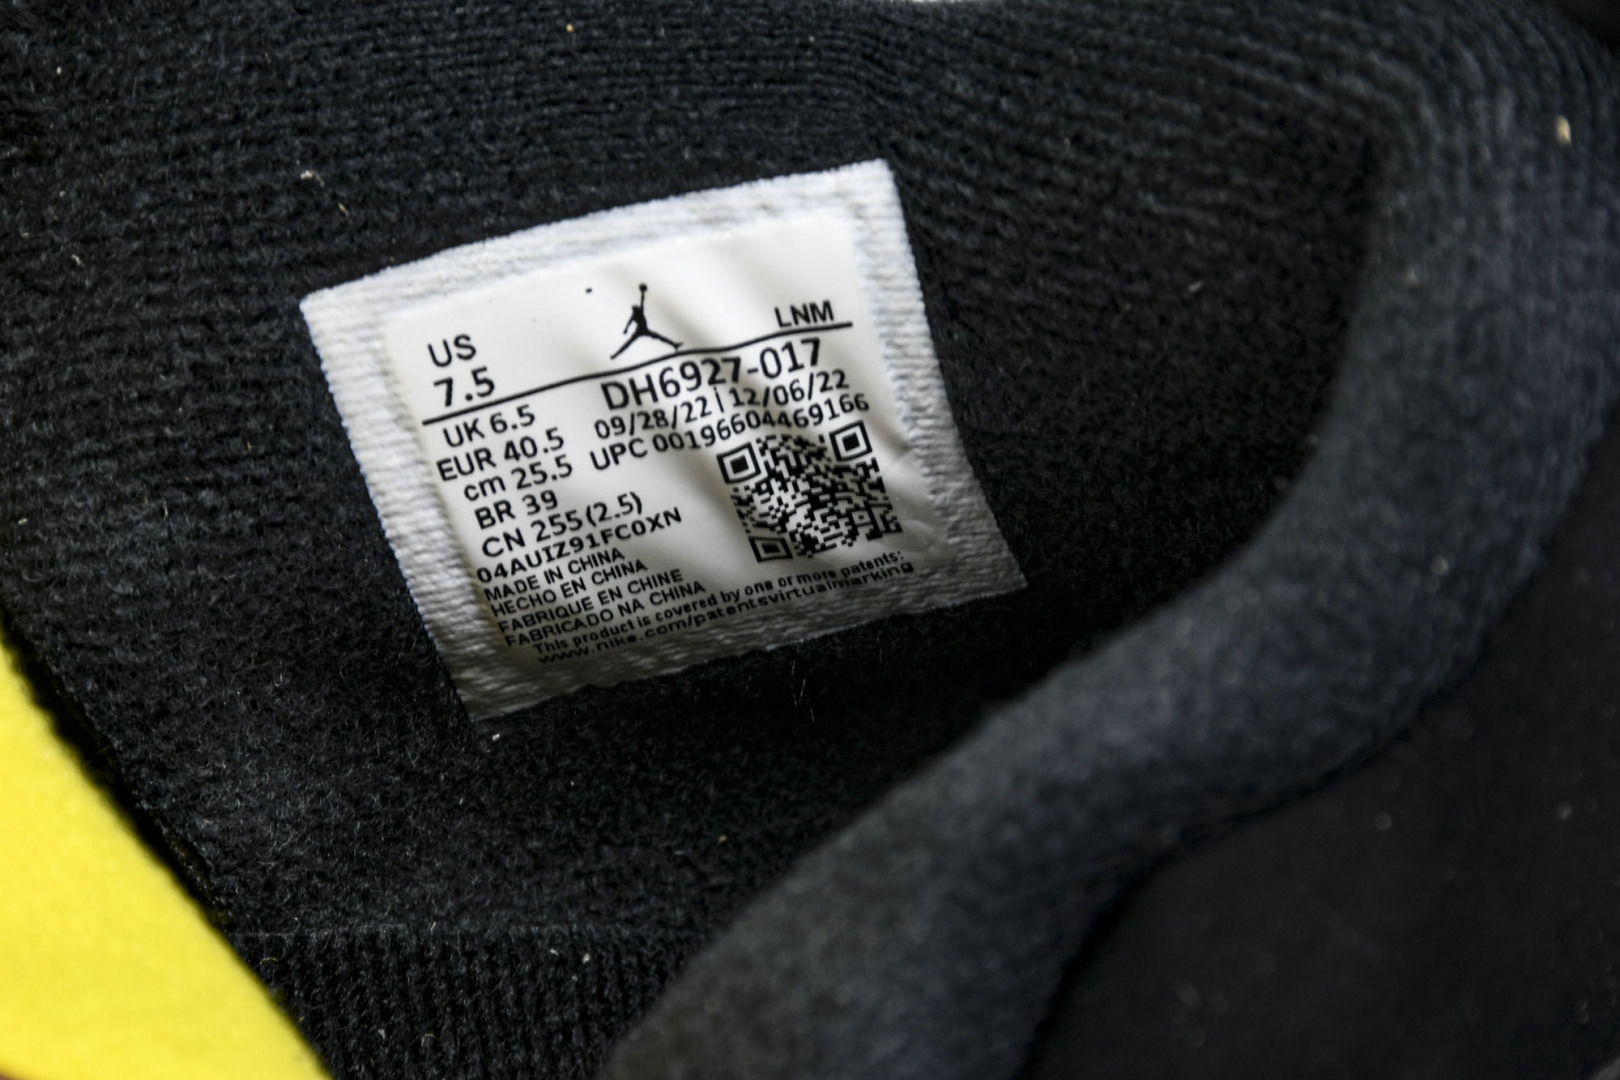 US
7.5
LNM
UK 6.5
EUR 40.5
cm 25.5
BR 39
CN 255(2.5)
DH6927-017
09/28/22|12/06/22
UPC 00196604469166
04AUIZ91FC0XN
MADE IN CHINA
HECHO EN CHINA
FABRIQUE EN CHINE
FABRICADO NA CHINA
This product is covered by one or more patents:
www.nike.com/patentsvirtualmarking